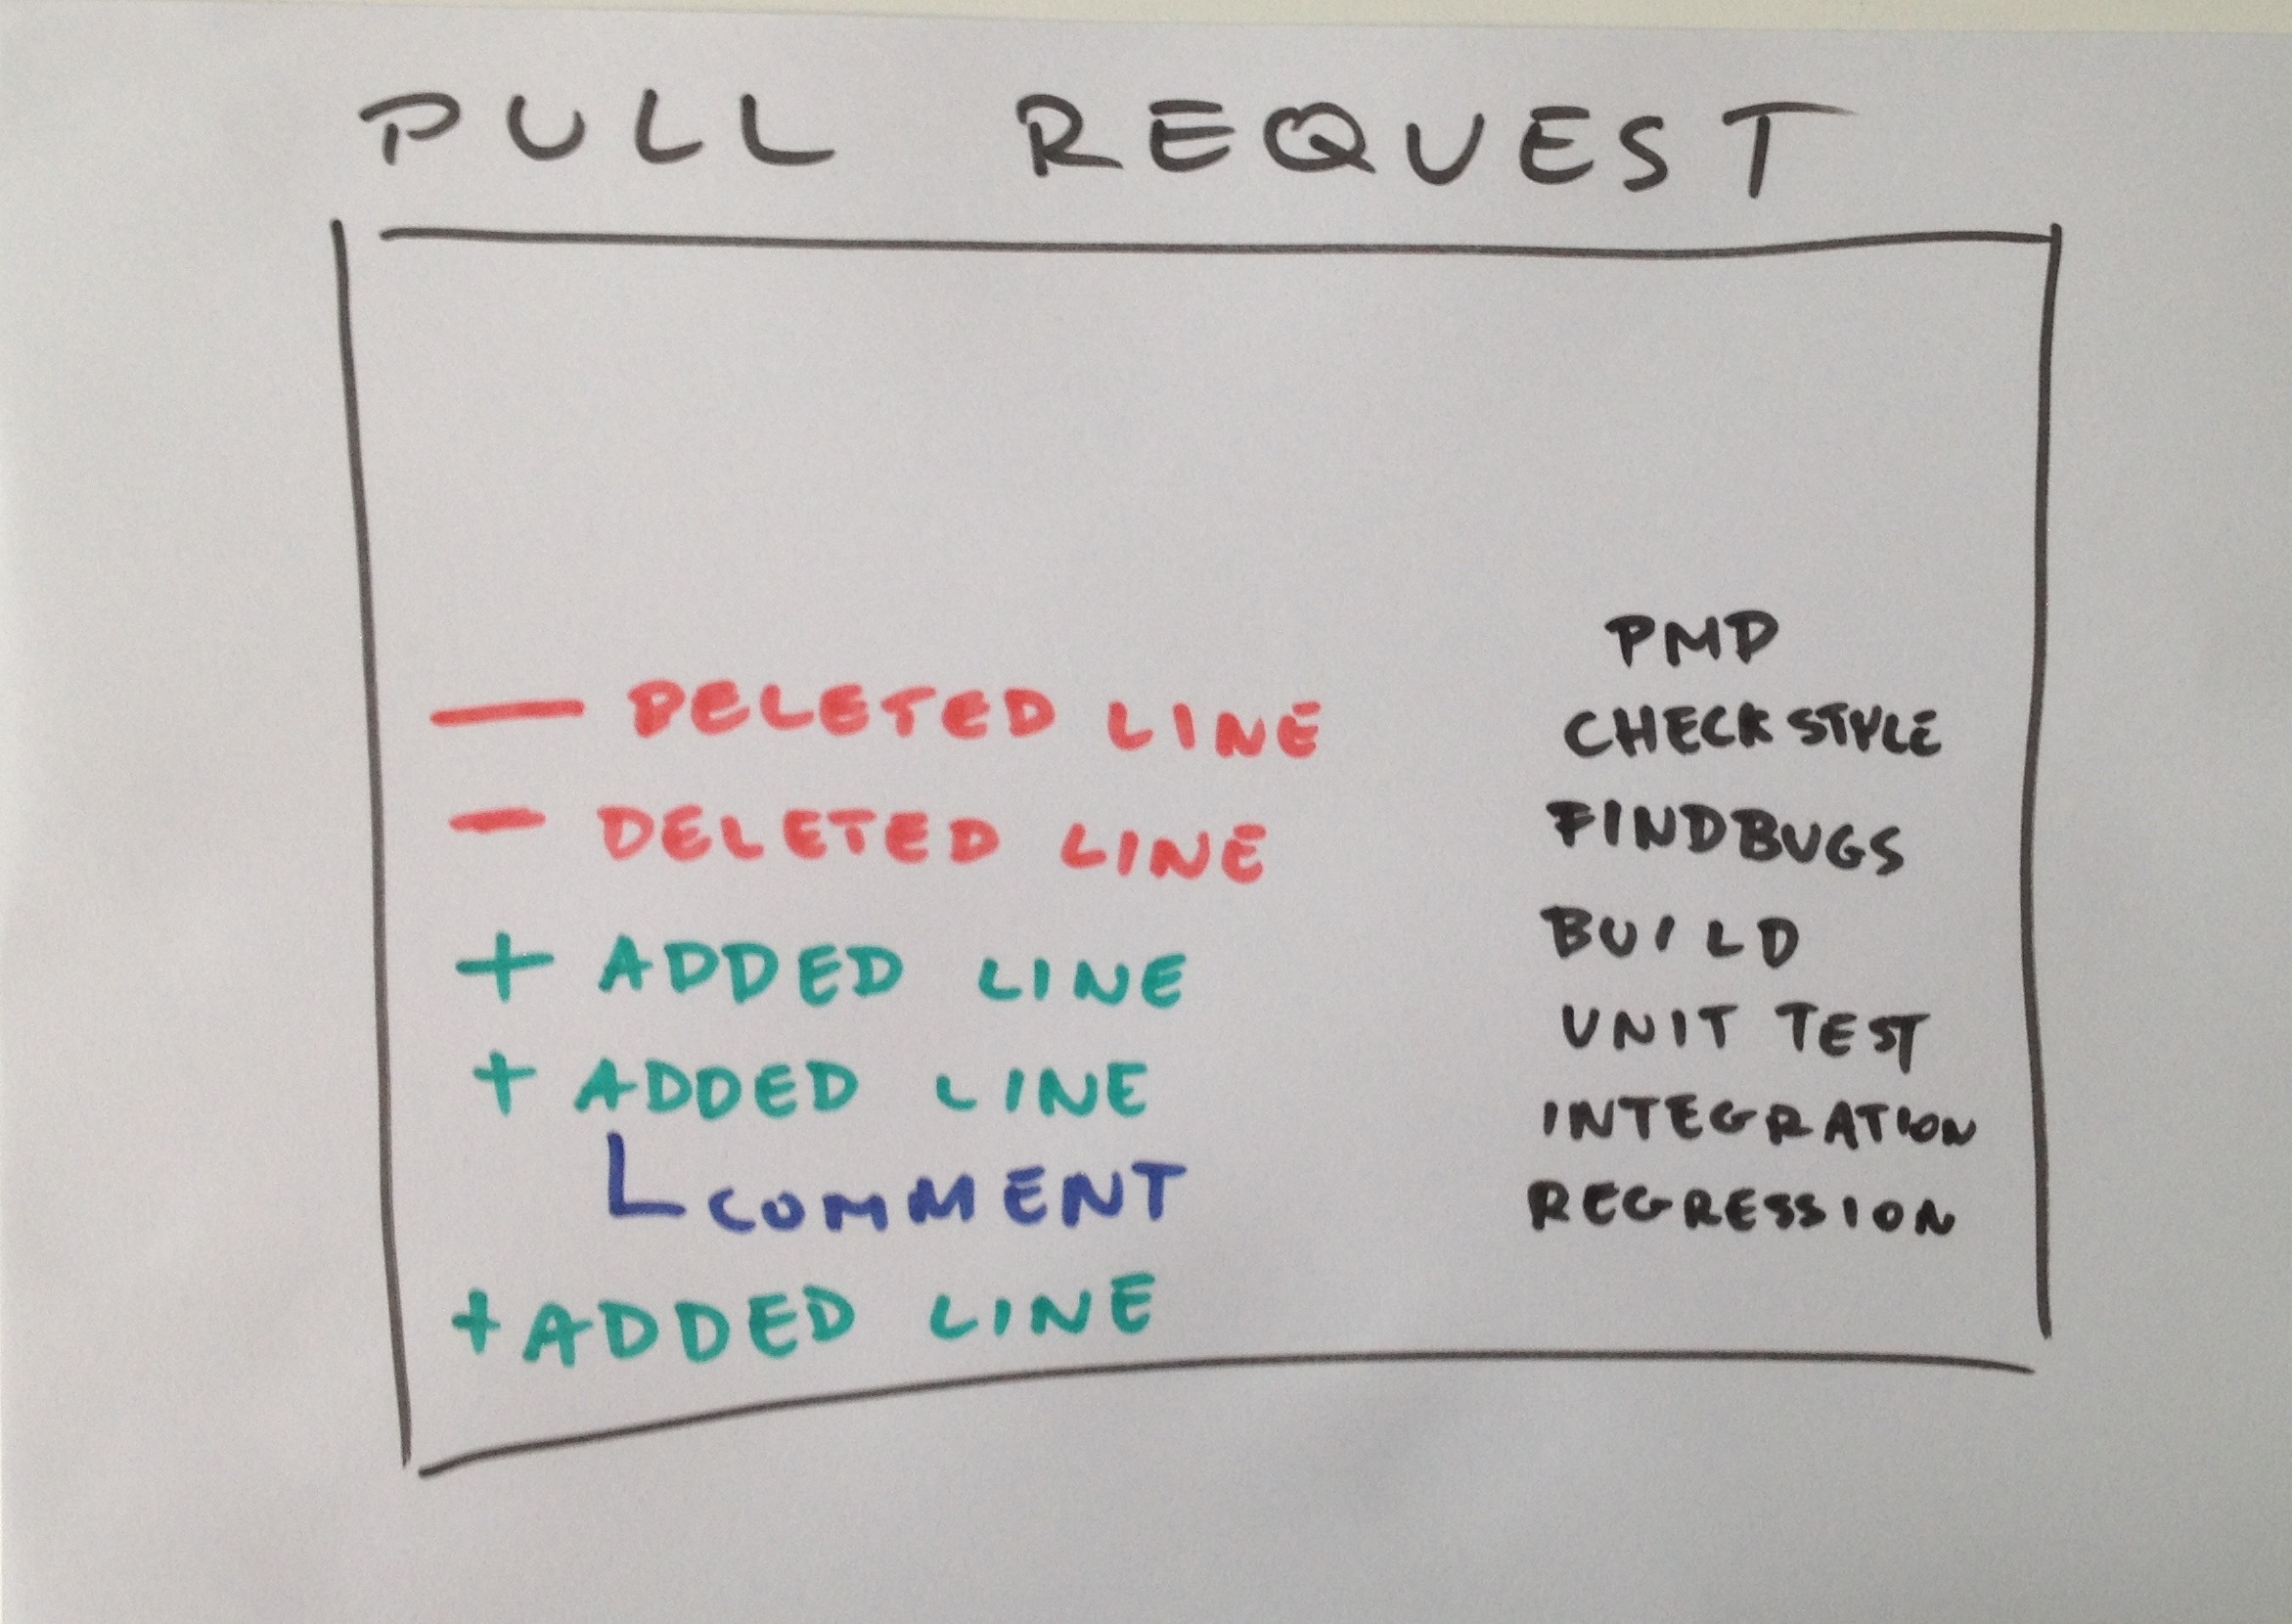 PULL REQUEST
— DELETED LINE
- DELETED LINE
+ ADDED LINE
+ ADDED LINE
L COMMENT
+ ADDED LINE
PMD
CHECKSTYLE
FINDBUGS
BUILD
UNIT TEST
INTEGRATION
REGRESSION